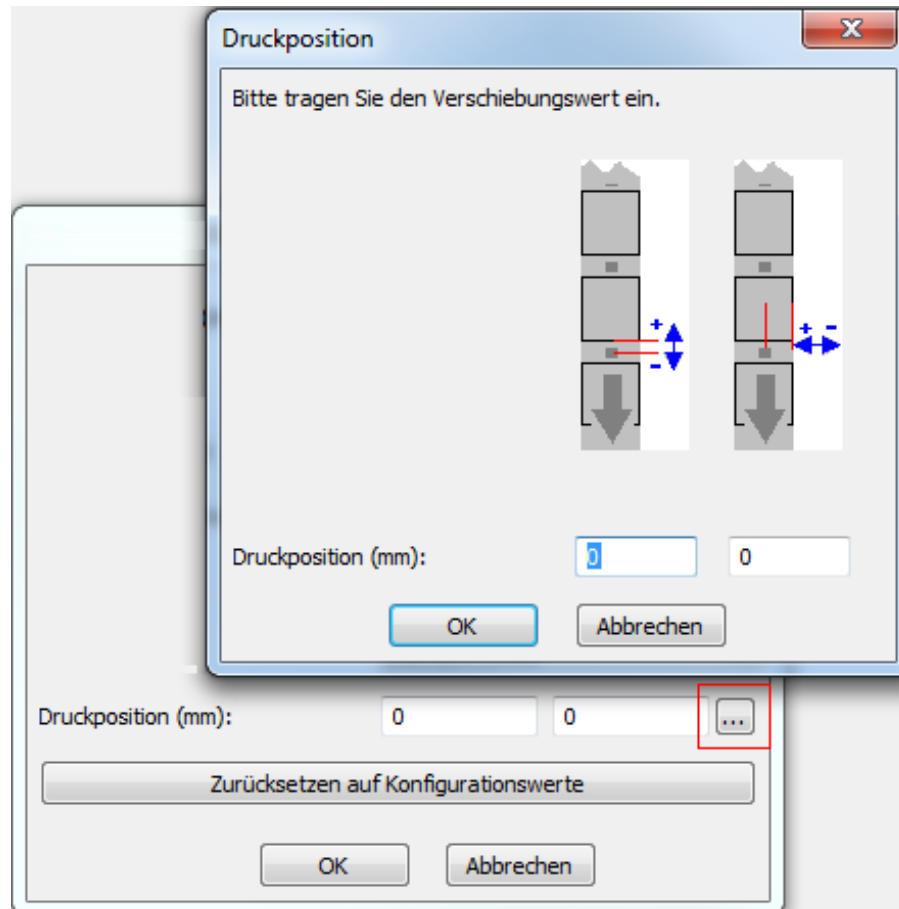 Druckposition
Bitte tragen Sie den Verschiebungswert ein.
+
-
+ -
Druckposition (mm): 0 0
OK Abbrechen
Druckposition (mm): 0 0 ...
Zurücksetzen auf Konfigurationswerte
OK Abbrechen